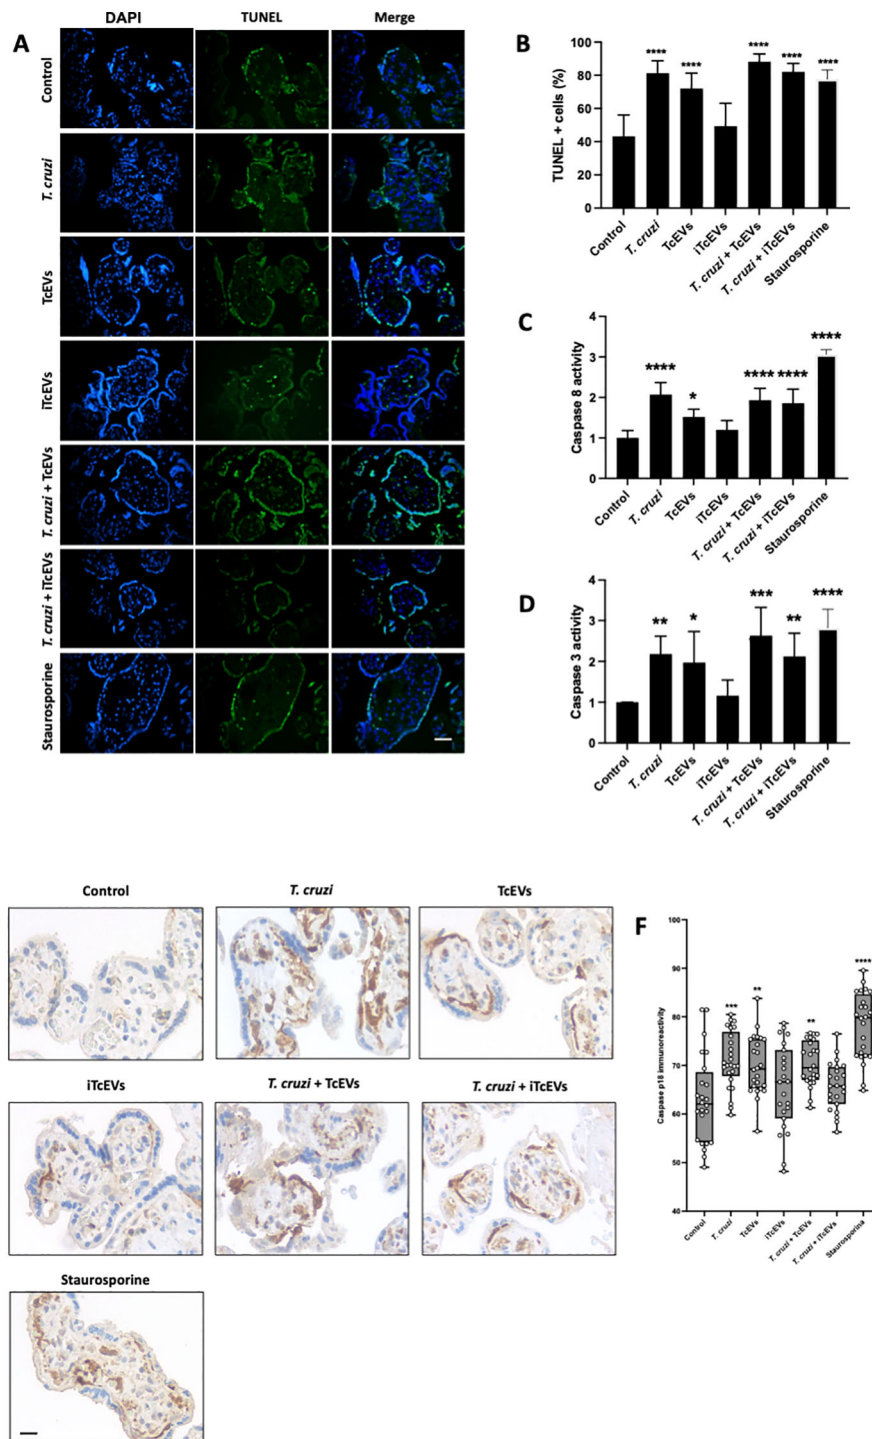 A
DAPI TUNEL Merge
Control
T. cruzi
TcEVs
iTcEVs
T. cruzi + TcEVs
T. cruzi + iTcEVs
Staurosporine
B
TUNEL + cells (%)
100
80
60
40
20
0
**** **** **** **** ****
Control T. cruzi TcEVs iTcEVs T. cruzi + TcEVs T. cruzi + iTcEVs Staurosporine
C
Caspase 8 activity
4
3
2
1
0
**** * **** **** ****
Control T. cruzi TcEVs iTcEVs T. cruzi + TcEVs T. cruzi + iTcEVs Staurosporine
D
Caspase 3 activity
4
3
2
1
0
** * *** ** ****
Control T. cruzi TcEVs iTcEVs T. cruzi + TcEVs T. cruzi + iTcEVs Staurosporine
Control T. cruzi TcEVs
iTcEVs T. cruzi + TcEVs T. cruzi + iTcEVs
Staurosporine
F
Caspase p18 immunoreactivity
100
90
80
70
60
50
40
*** ** ** ****
Control T. cruzi TcEVs iTcEVs T. cruzi + TcEVs T. cruzi + iTcEVs Staurosporina